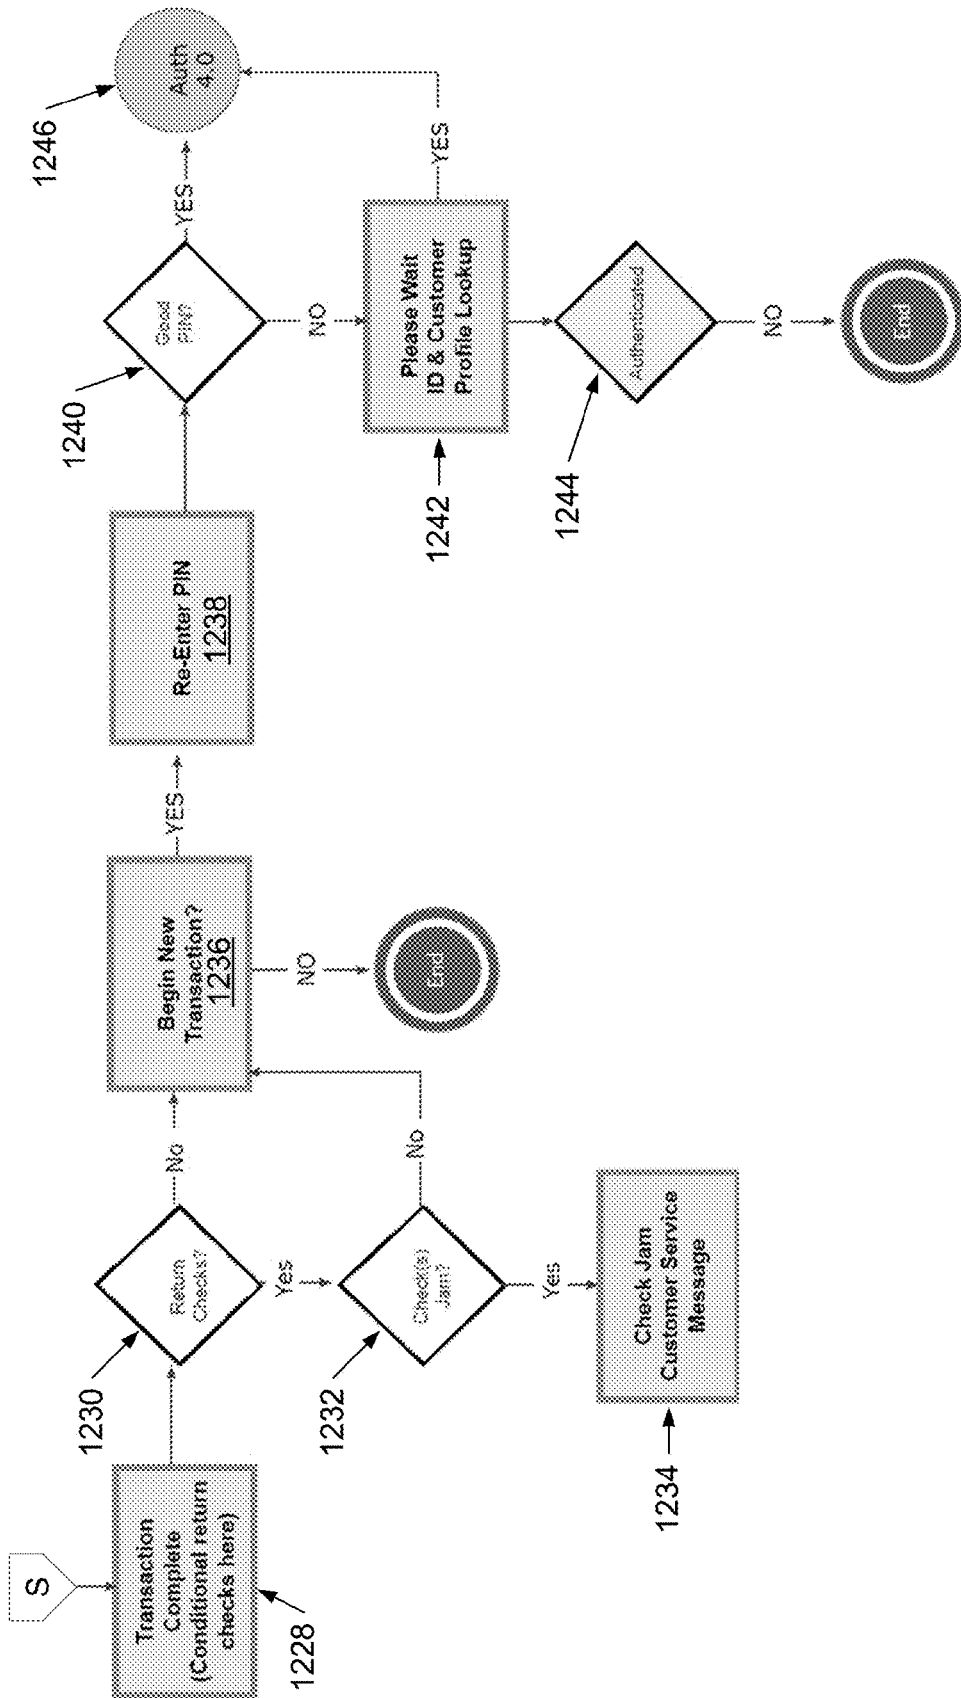 S
Transaction
Complete
(Conditional return
checks here)
1228
1230
Return
Checks?
No
Yes
1232
Check(s)
Jam?
No
Yes
1234
Check Jam
Customer Service
Message
Begin New
Transaction?
1236
NO
End
YES
Re-Enter PIN
1238
1240
Good
PIN?
YES
NO
1246
Auth
4.0
1242
Please Wait
ID & Customer
Profile Lookup
YES
1244
Authenticated
NO
End